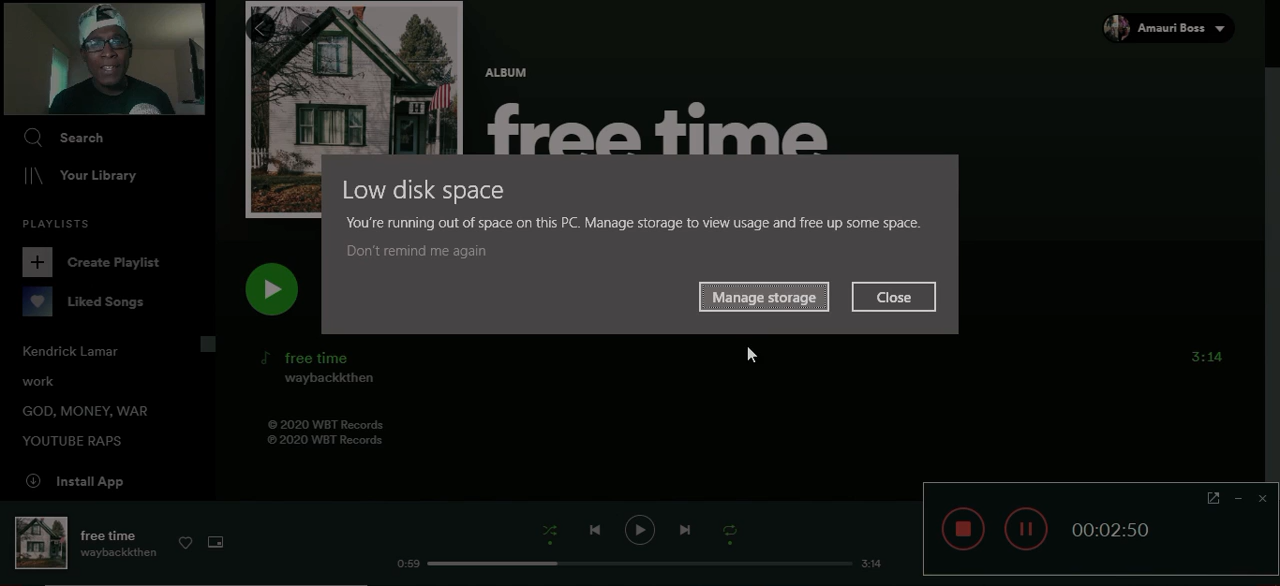 Amauri Boss
ALBUM
free time
Search
Your Library
PLAYLISTS
Create Playlist
Liked Songs
Kendrick Lamar
work
GOD, MONEY, WAR
YOUTUBE RAPS
Install App
Low disk space
You're running out of space on this PC. Manage storage to view usage and free up some space.
Don't remind me again
Manage storage
Close
free time
3:14
waybackkthen
© 2020 WBT Records
℗ 2020 WBT Records
free time
waybackkthen
0:59
3:14
00:02:50